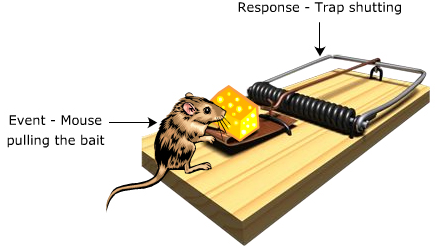 Response - Trap shutting
Event - Mouse
pulling the bait